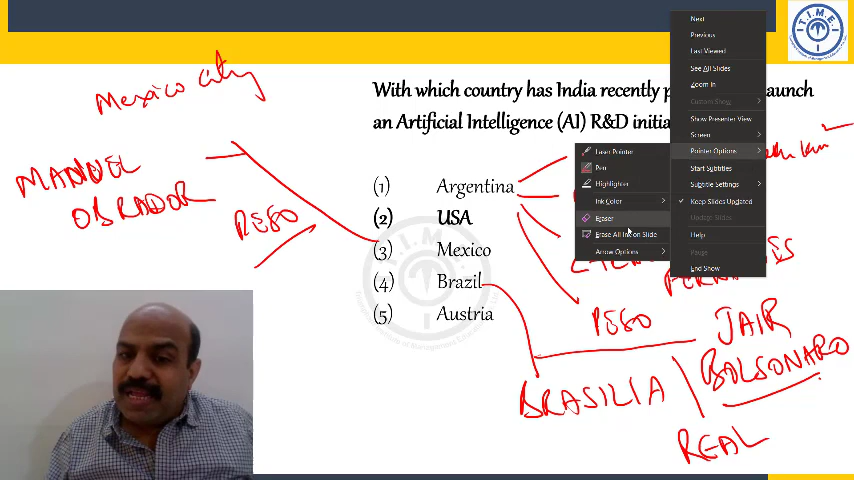 T.I.M.E.
With which country has India recently p
aunch
an Artificial Intelligence (AI) R&D initia
(1) Argentina
(2) USA
(3) Mexico
(4) Brazil
(5) Austria
Mexico City
MANUEL
OBRADOR
PESO
PESO
JAIR
BOLSONARO
BRASILIA
REAL
Next
Previous
Last Viewed
See All Slides
Zoom In
Custom Show
Show Presenter View
Screen
Pointer Options
Start Subtitles
Subtitle Settings
Keep Slides Updated
Update Slides
Help
Pause
End Show
Laser Pointer
Pen
Highlighter
Ink Color
Eraser
Erase All Ink on Slide
Arrow Options